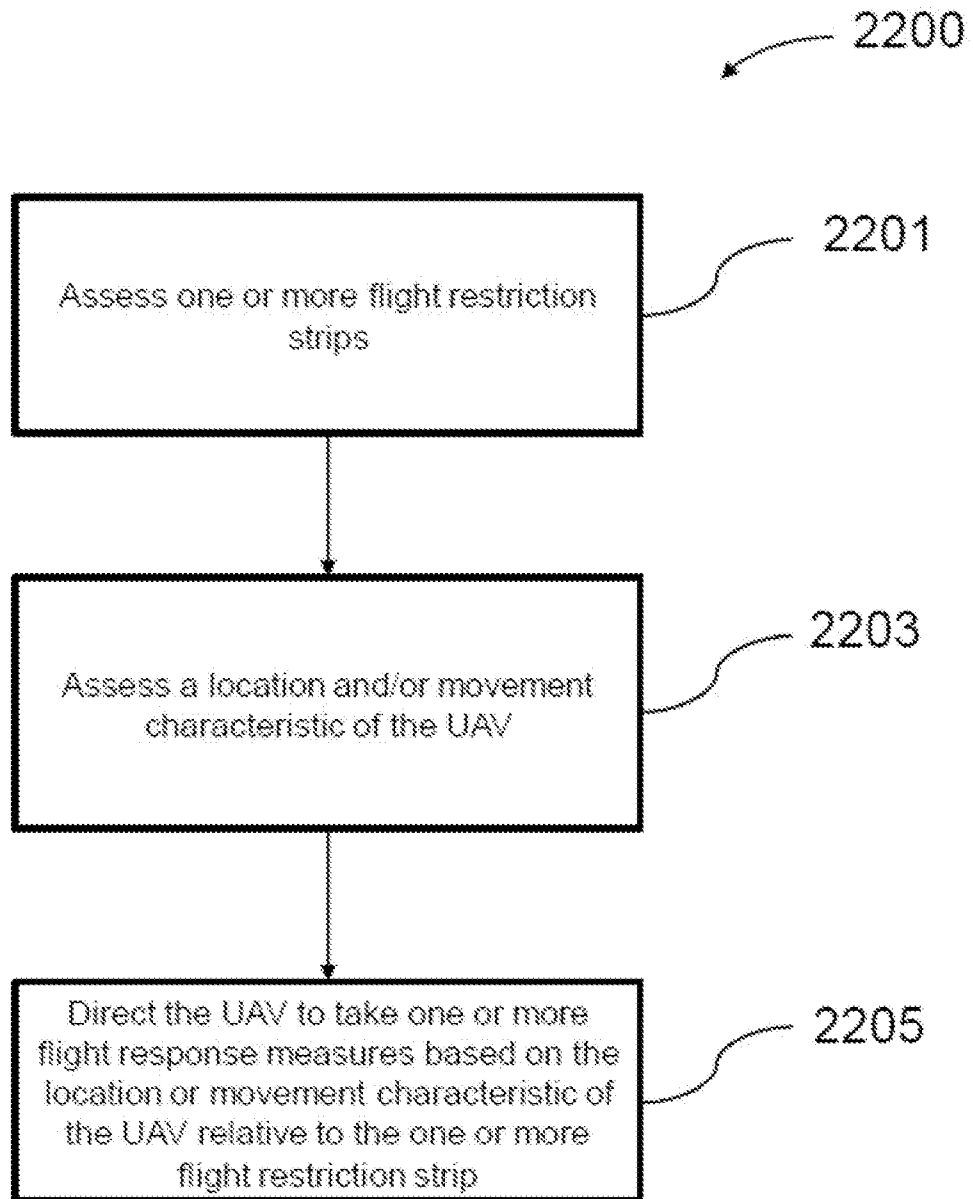 2200
2201
Assess one or more flight restriction
strips
2203
Assess a location and/or movement
characteristic of the UAV
2205
Direct the UAV to take one or more
flight response measures based on the
location or movement characteristic of
the UAV relative to the one or more
flight restriction strip